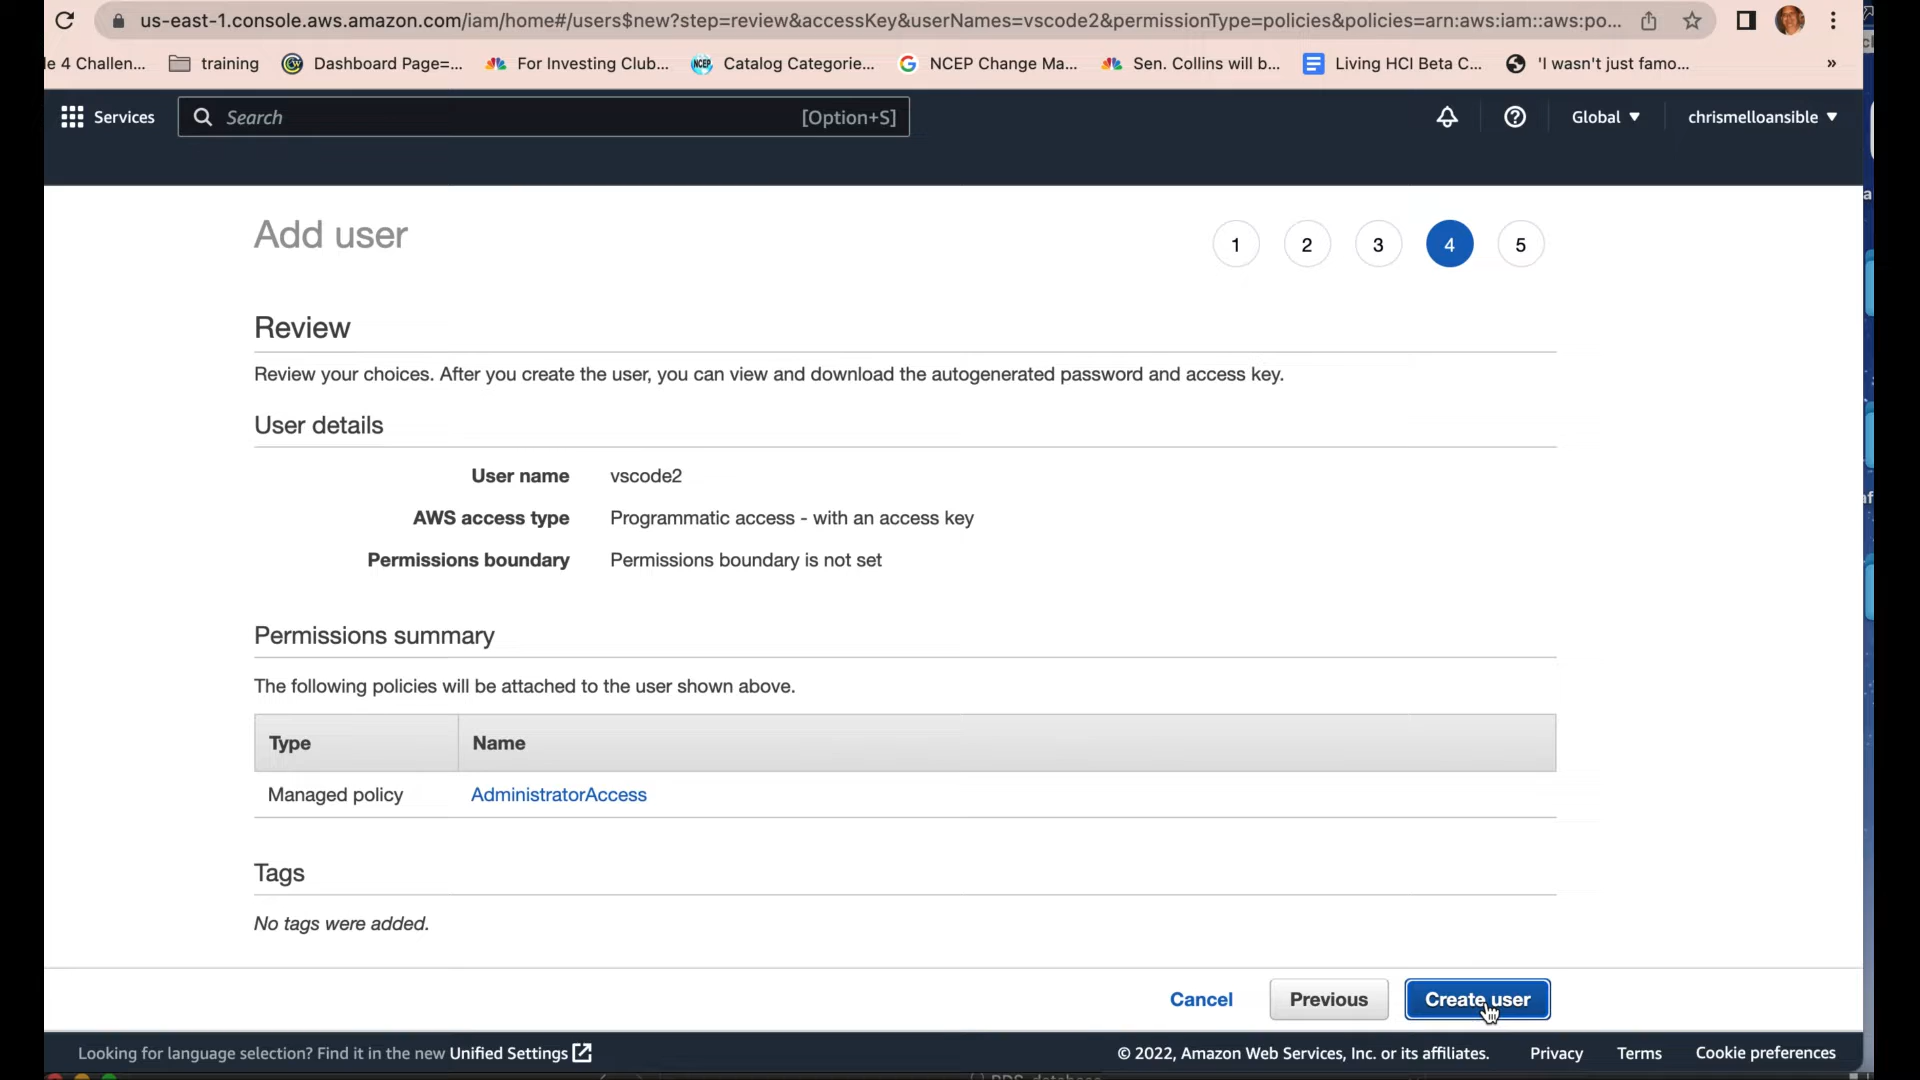 us-east-1.console.aws.amazon.com/iam/home#/users$new?step=review&accessKey&userNames=vscode2&permissionType=policies&policies=arn:aws:iam::aws:po...
le 4 Challen... training Dashboard Page=... For Investing Club... NCEP Catalog Categorie... NCEP Change Ma... Sen. Collins will b... Living HCI Beta C... 'I wasn't just famo... »
Services Search [Option+S] Global ▼ chrismelloansible ▼
Add user 1 2 3 4 5
Review
Review your choices. After you create the user, you can view and download the autogenerated password and access key.
User details
User name vscode2
AWS access type Programmatic access - with an access key
Permissions boundary Permissions boundary is not set
Permissions summary
The following policies will be attached to the user shown above.
Type Name
Managed policy AdministratorAccess
Tags
No tags were added.
Cancel Previous Create user
Looking for language selection? Find it in the new Unified Settings © 2022, Amazon Web Services, Inc. or its affiliates. Privacy Terms Cookie preferences